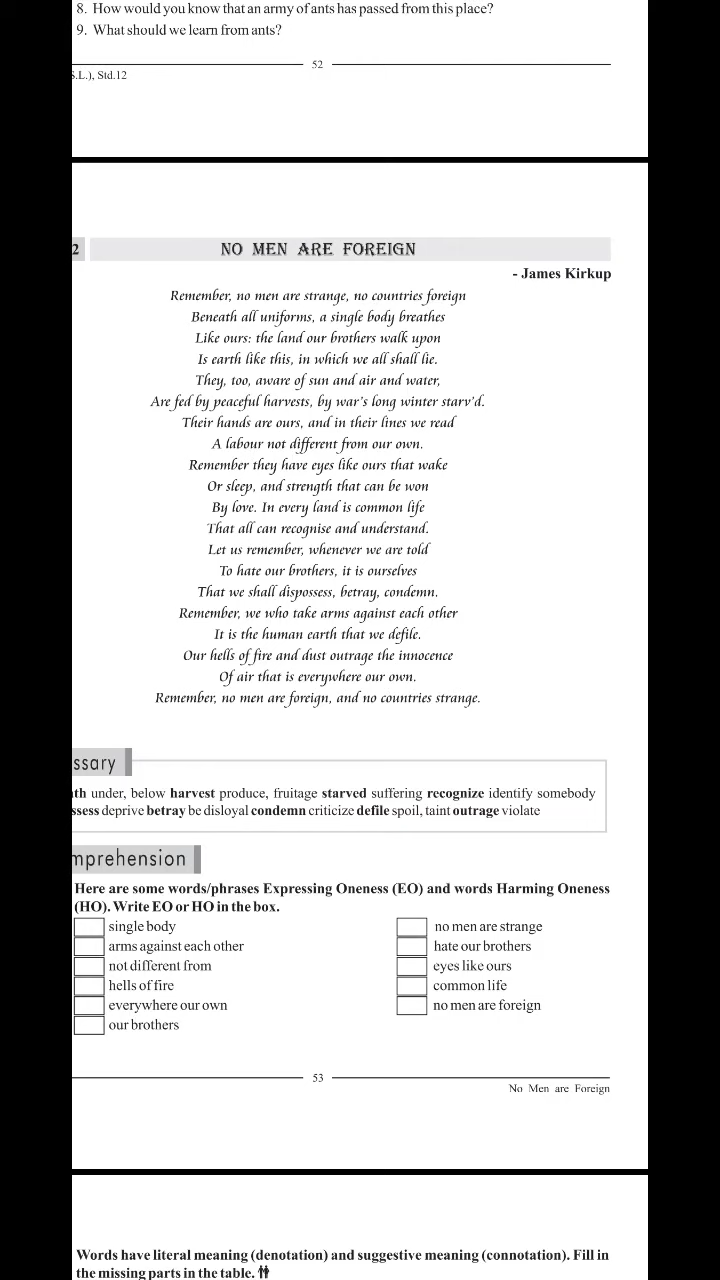 8. How would you know that an army of ants has passed from this place?
9. What should we learn from ants?
52
S.L.), Std.12
2 NO MEN ARE FOREIGN
- James Kirkup
Remember, no men are strange, no countries foreign
Beneath all uniforms, a single body breathes
Like ours: the land our brothers walk upon
Is earth like this, in which we all shall lie.
They, too, aware of sun and air and water,
Are fed by peaceful harvests, by war's long winter starv'd.
Their hands are ours, and in their lines we read
A labour not different from our own.
Remember they have eyes like ours that wake
Or sleep, and strength that can be won
By love. In every land is common life
That all can recognise and understand.
Let us remember, whenever we are told
To hate our brothers, it is ourselves
That we shall dispossess, betray, condemn.
Remember, we who take arms against each other
It is the human earth that we defile.
Our hells of fire and dust outrage the innocence
Of air that is everywhere our own.
Remember, no men are foreign, and no countries strange.
ssary
ath under, below harvest produce, fruitage starved suffering recognize identify somebody
ssess deprive betray be disloyal condemn criticize defile spoil, taint outrage violate
mprehension
Here are some words/phrases Expressing Oneness (EO) and words Harming Oneness
(HO). Write EO or HO in the box.
single body
arms against each other
not different from
hells of fire
everywhere our own
our brothers
no men are strange
hate our brothers
eyes like ours
common life
no men are foreign
53
No Men are Foreign
Words have literal meaning (denotation) and suggestive meaning (connotation). Fill in
the missing parts in the table.